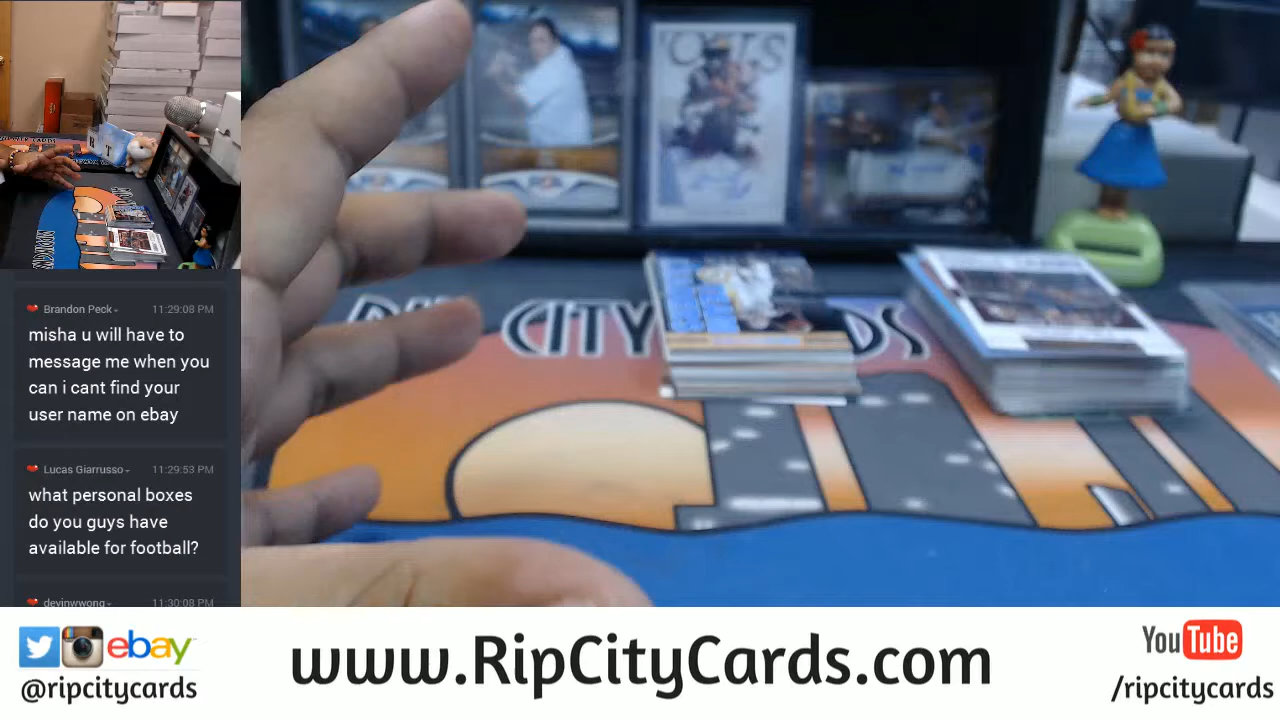 Brandon Peck 11:29:08 PM
misha u will have to
message me when you
can i cant find your
user name on ebay
Lucas Giarrusso 11:29:53 PM
what personal boxes
do you guys have
available for football?
devinwwong 11:30:08 PM
CITY
ebay
@ripcitycards
www.RipCityCards.com
YouTube
/ripcitycards